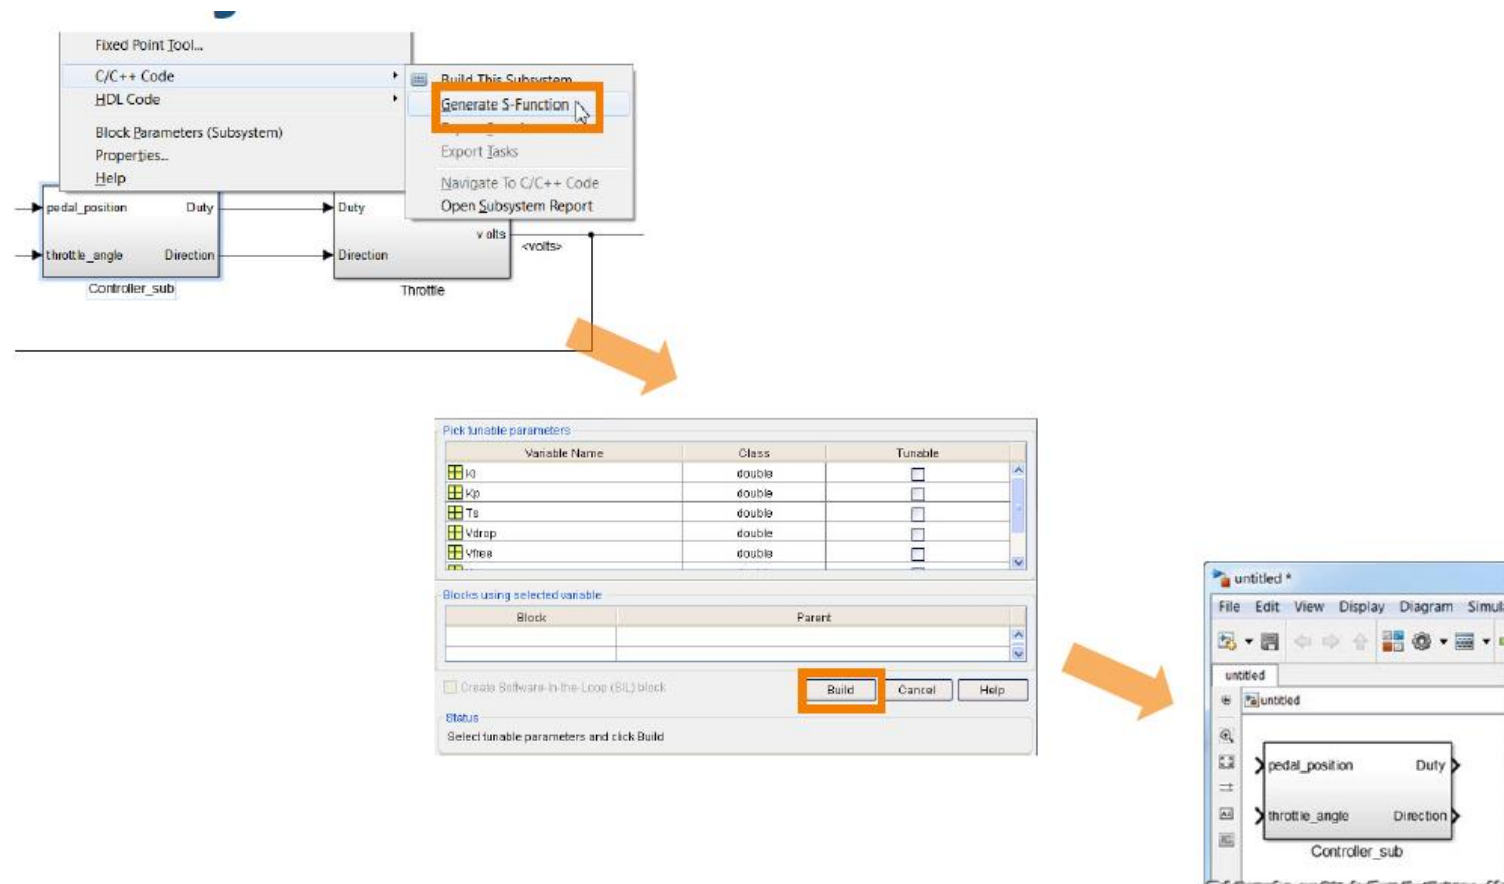 Fixed Point Tool...
C/C++ Code
HDL Code
Block Parameters (Subsystem)
Properties...
Help
Build This Subsystem
Generate S-Function
Export Tasks
Navigate To C/C++ Code
Open Subsystem Report
pedal_position Duty
throttle_angle Direction
Controller_sub
Duty
volts
Direction
<volts>
Throttle
Pick tunable parameters
Variable Name Class Tunable
Ki double
Kp double
Ts double
Vdrop double
Vfree double
Blocks using selected variable
Block Parent
Create Software-In-the-Loop (SIL) block
Build Cancel Help
Status
Select tunable parameters and click Build
untitled *
File Edit View Display Diagram Simula
untitled
untitled
pedal_position Duty
throttle_angle Direction
Controller_sub